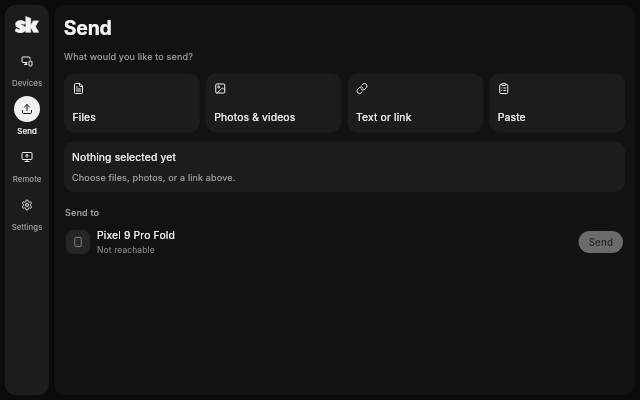 sk
Send
What would you like to send?
Devices
Files
Photos & videos
Text or link
Paste
Send
Nothing selected yet
Choose files, photos, or a link above.
Remote
Send to
Settings
Pixel 9 Pro Fold
Not reachable
Send